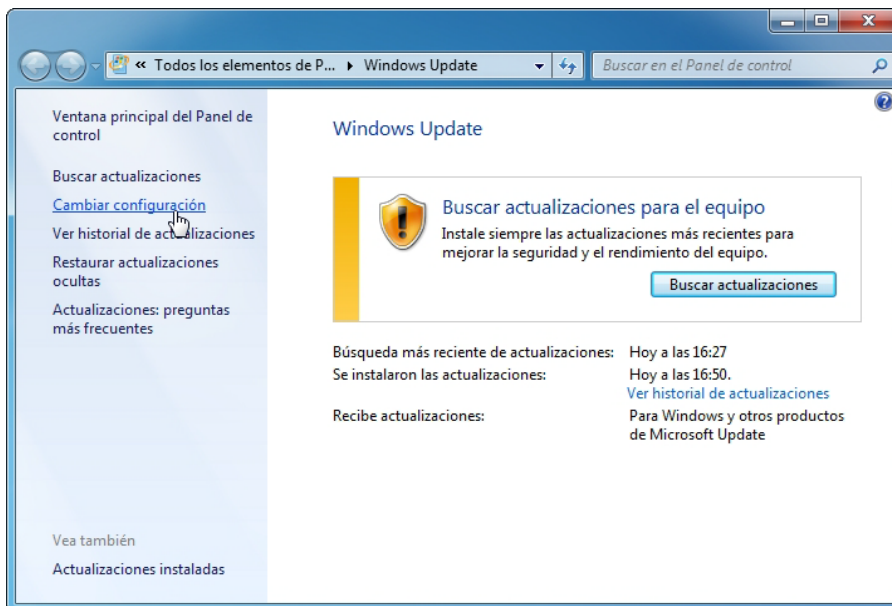 « Todos los elementos de P... ▸ Windows Update
Buscar en el Panel de control
Ventana principal del Panel de
control
Buscar actualizaciones
Cambiar configuración
Ver historial de actualizaciones
Restaurar actualizaciones
ocultas
Actualizaciones: preguntas
más frecuentes
Vea también
Actualizaciones instaladas
Windows Update
Buscar actualizaciones para el equipo
Instale siempre las actualizaciones más recientes para
mejorar la seguridad y el rendimiento del equipo.
Buscar actualizaciones
Búsqueda más reciente de actualizaciones: Hoy a las 16:27
Se instalaron las actualizaciones: Hoy a las 16:50.
Ver historial de actualizaciones
Recibe actualizaciones: Para Windows y otros productos
de Microsoft Update